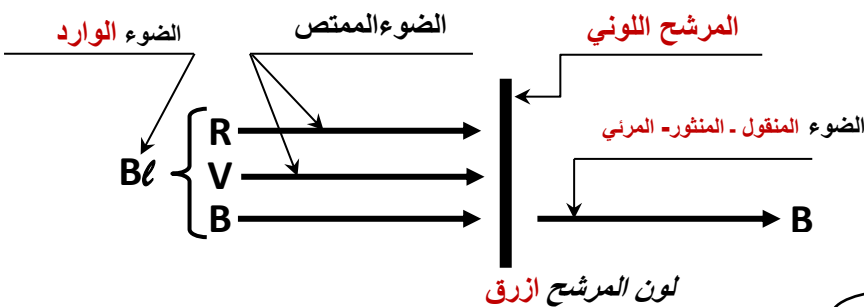 الضوء الوارد
الضوءالممتص
المرشح اللوني
الضوء المنقول - المنثور- المرئي
R
Bℓ
V
B
B
لون المرشح ازرق